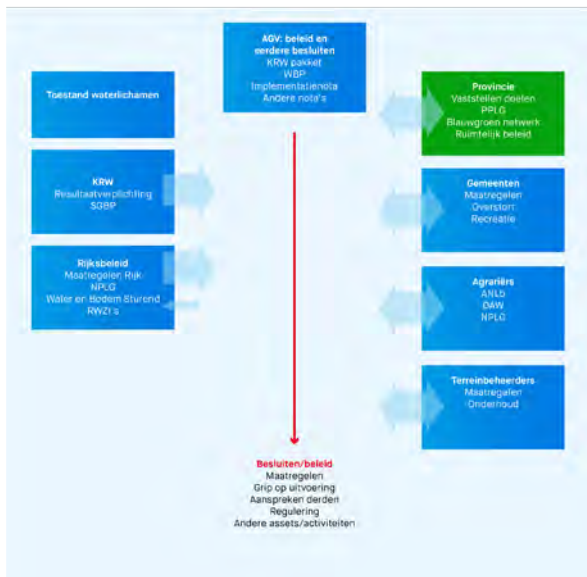 AGV: beleid en
eerdere besluiten
KRW pakket
WBP
Implementatienota
Andere nota's
Toestand waterlichamen
KRW
Resultaatverplichting
SGBP
Rijksbeleid
Maatregelen Rijk
NPLG
Water en Bodem Sturend
RWZI's
Provincie
Vaststellen doelen
PPLG
Blauwgroen netwerk
Ruimtelijk beleid
Gemeenten
Maatregelen
Overstort
Recreatie
Agrariërs
ANLb
DAW
NPLG
Terreinbeheerders
Maatregelen
Onderhoud
Besluiten/beleid
Maatregelen
Grip op uitvoering
Aanspreken derden
Regulering
Andere assets/activiteiten